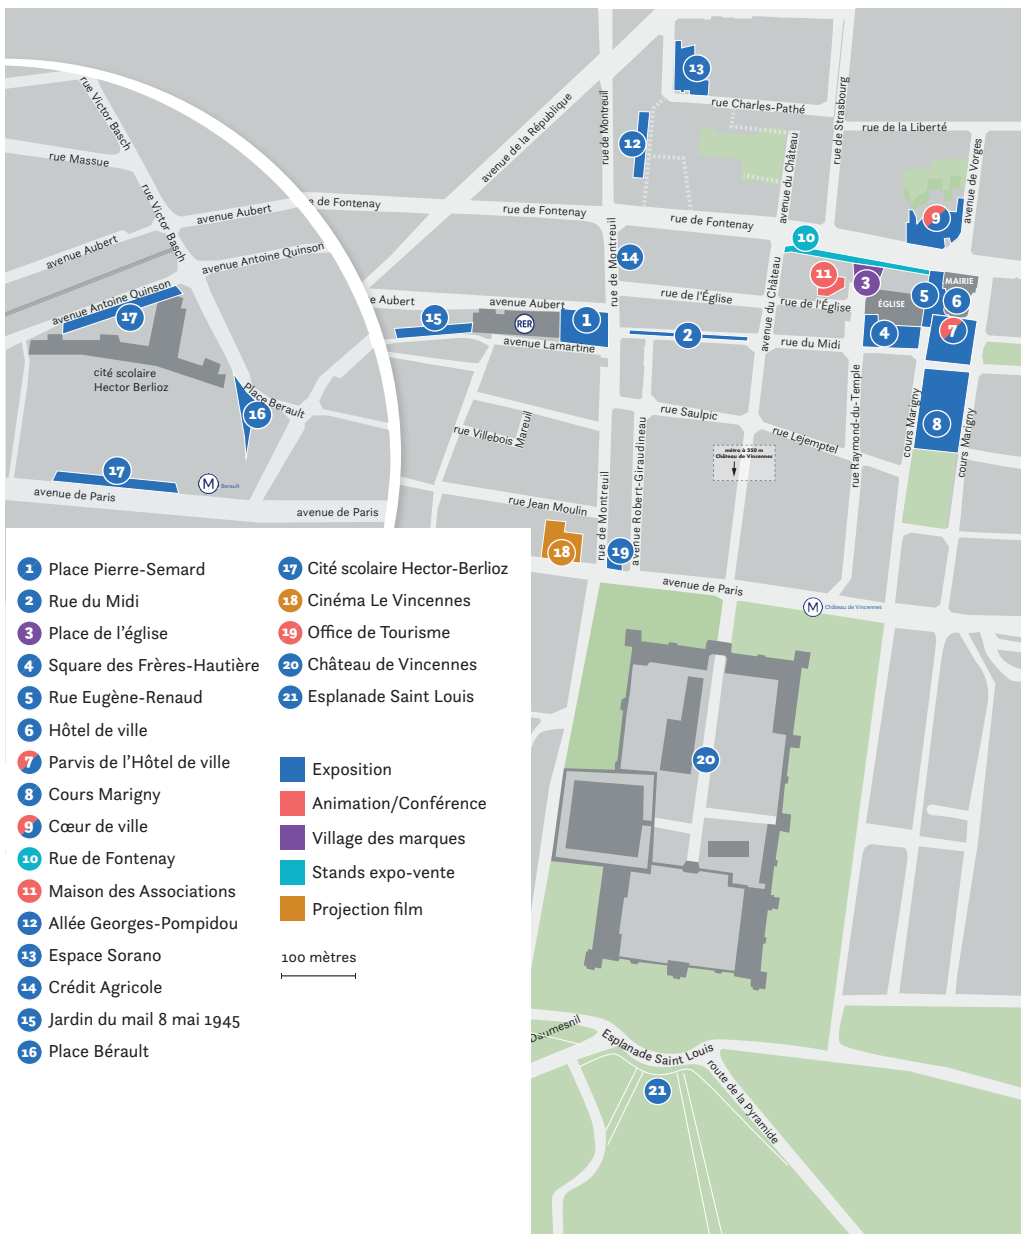 rue Victor Basch
rue Massue
rue Victor Basch
avenue Aubert
avenue Aubert
avenue Antoine Quinson
avenue Antoine Quinson
17
cité scolaire
Hector Berlioz
Place Berault
16
17
M
Berault
avenue de Paris
avenue de Paris
13
rue Charles-Pathé
rue de Strasbourg
rue de la Liberté
rue de Montreuil
12
avenue de la République
avenue du Château
avenue de Vorges
e de Fontenay
rue de Fontenay
rue de Fontenay
9
10
rue de Montreuil
14
avenue du Château
11
3
MAIRIE
ÉGLISE
5
6
e Aubert
avenue Aubert
rue de l'Église
rue de l'Église
15
RER
1
2
4
7
avenue Lamartine
rue du Midi
rue Raymond-du-Temple
cours Marigny
8
cours Marigny
rue Villebois
Mareuil
rue Saulpic
rue Lejemptel
avenue Robert-Giraudineau
métro à 250 m
Château de Vincennes
rue de Montreuil
rue Jean Moulin
18
19
avenue de Paris
M
Château de Vincennes
20
Daumesnil
Esplanade Saint Louis
route de la Pyramide
21
1 Place Pierre-Semard
2 Rue du Midi
3 Place de l'église
4 Square des Frères-Hautière
5 Rue Eugène-Renaud
6 Hôtel de ville
7 Parvis de l'Hôtel de ville
8 Cours Marigny
9 Cœur de ville
10 Rue de Fontenay
11 Maison des Associations
12 Allée Georges-Pompidou
13 Espace Sorano
14 Crédit Agricole
15 Jardin du mail 8 mai 1945
16 Place Bérault
17 Cité scolaire Hector-Berlioz
18 Cinéma Le Vincennes
19 Office de Tourisme
20 Château de Vincennes
21 Esplanade Saint Louis
Exposition
Animation/Conférence
Village des marques
Stands expo-vente
Projection film
100 mètres